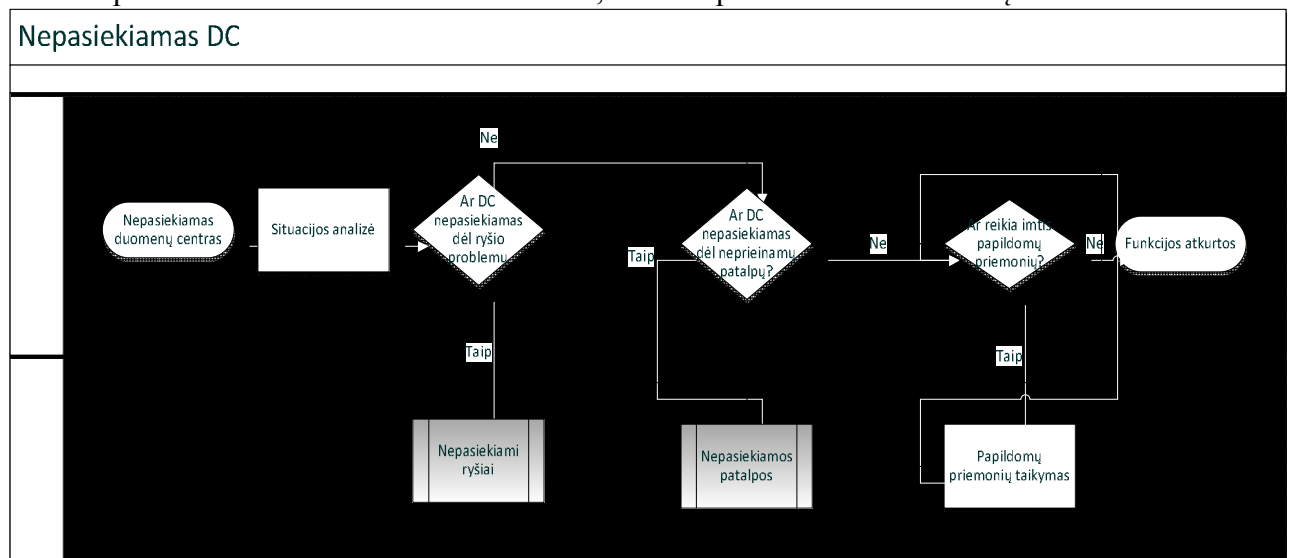 Nepasiekamas DC
Ne
Nepasiekiamas
duomenų centras
Situacijos analizė
Ar DC
nepasiekiamas
dėl ryšio
problemų
Ar DC
nepasiekiamas
dėl neprieinamų
patalpų?
Taip
Ne
Ar reikia imtis
papildomų
priemonių?
Ne
Funkcijos atkurtos
Taip
Taip
Nepasiekiami
ryšiai
Nepasiekiamos
patalpos
Papildomų
priemonių taikymas